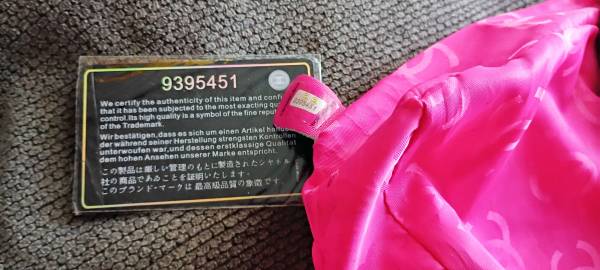 9395451
We certify the authenticity of this item and confi
that it has been subjected to the most exacting qu
control.Its high quality is a symbol of the fine repu
of the Trademark.
Wir bestätigen,dass es sich um einen Artikel hande
der während seiner Herstellung strengsten Kontrollen
unterwoufen war,und dessen erstklassige Qualität
dem hohen Ansehen unserer Marke entspricht.
この製品は厳しい管理のもとに製造されたシャネル
社の商品であることを証明いたします.
このブランド・マークは最高級品質の象徴です.